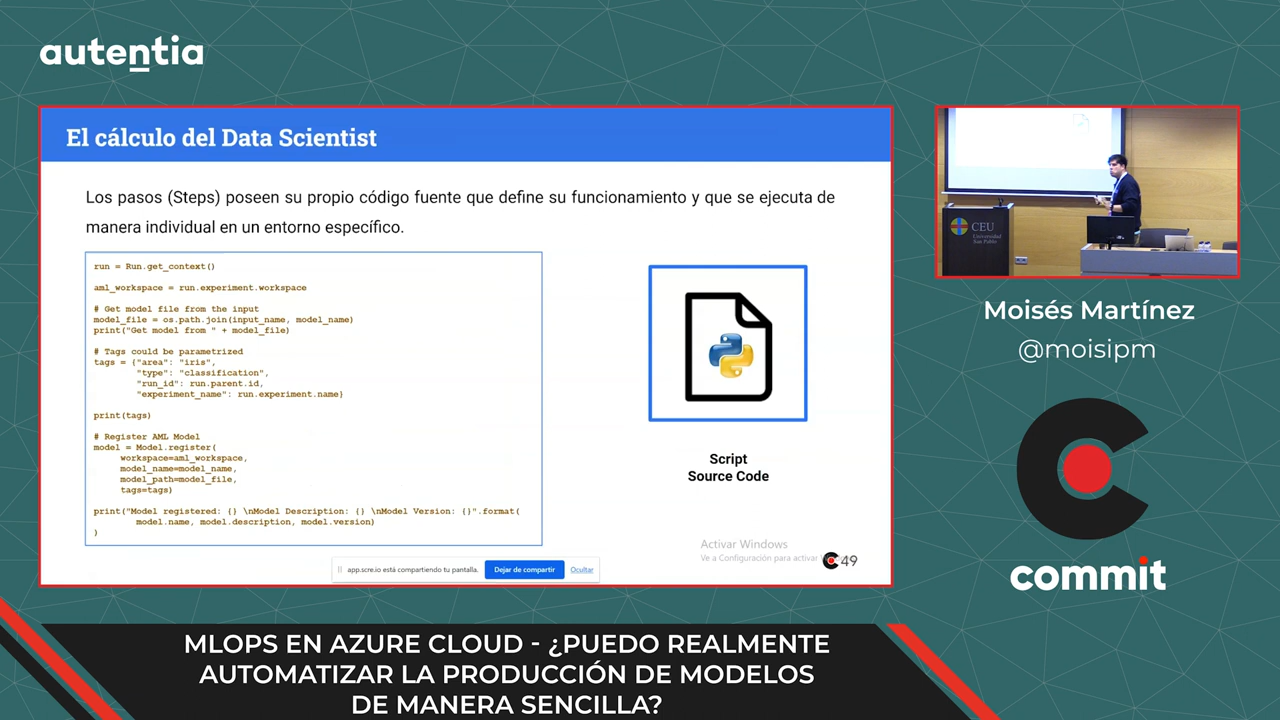 autentia
El cálculo del Data Scientist
Los pasos (Steps) poseen su propio código fuente que define su funcionamiento y que se ejecuta de
manera individual en un entorno específico.
run = Run.get_context()
aml_workspace = run.experiment.workspace
# Get model file from the input
model_file = os.path.join(input_name, model_name)
print("Get model from " + model_file)
# Tags could be parametrized
tags = {"area": "iris",
"type": "classification",
"run_id": run.parent.id,
"experiment_name": run.experiment.name}
print(tags)
# Register AML Model
model = Model.register(
workspace=aml_workspace,
model_name=model_name,
model_path=model_file,
tags=tags)
print("Model registered: {} \nModel Description: {} \nModel Version: {}".format(
model.name, model.description, model.version)
)
Script
Source Code
Activar Windows
Ve a Configuración para activar
49
app.scre.io está compartiendo tu pantalla.
Dejar de compartir
Ocultar
CEU
Universidad
San Pablo
Moisés Martínez
@moisipm
commit
MLOPS EN AZURE CLOUD - ¿PUEDO REALMENTE
AUTOMATIZAR LA PRODUCCIÓN DE MODELOS
DE MANERA SENCILLA?